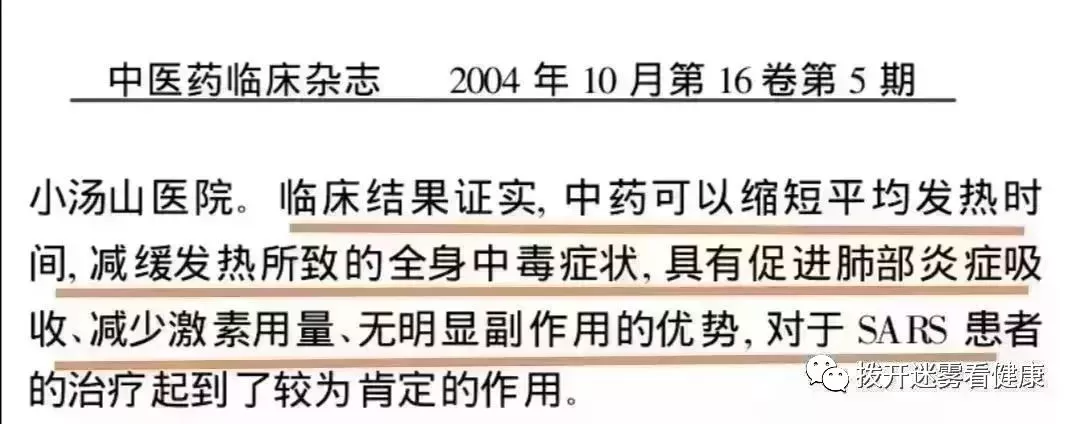 中医药临床杂志 2004 年 10 月第 16 卷第 5 期
小汤山医院。临床结果证实, 中药可以缩短平均发热时
间, 减缓发热所致的全身中毒症状, 具有促进肺部炎症吸
收、减少激素用量、无明显副作用的优势, 对于 SARS 患者
的治疗起到了较为肯定的作用。
拨开迷雾看健康